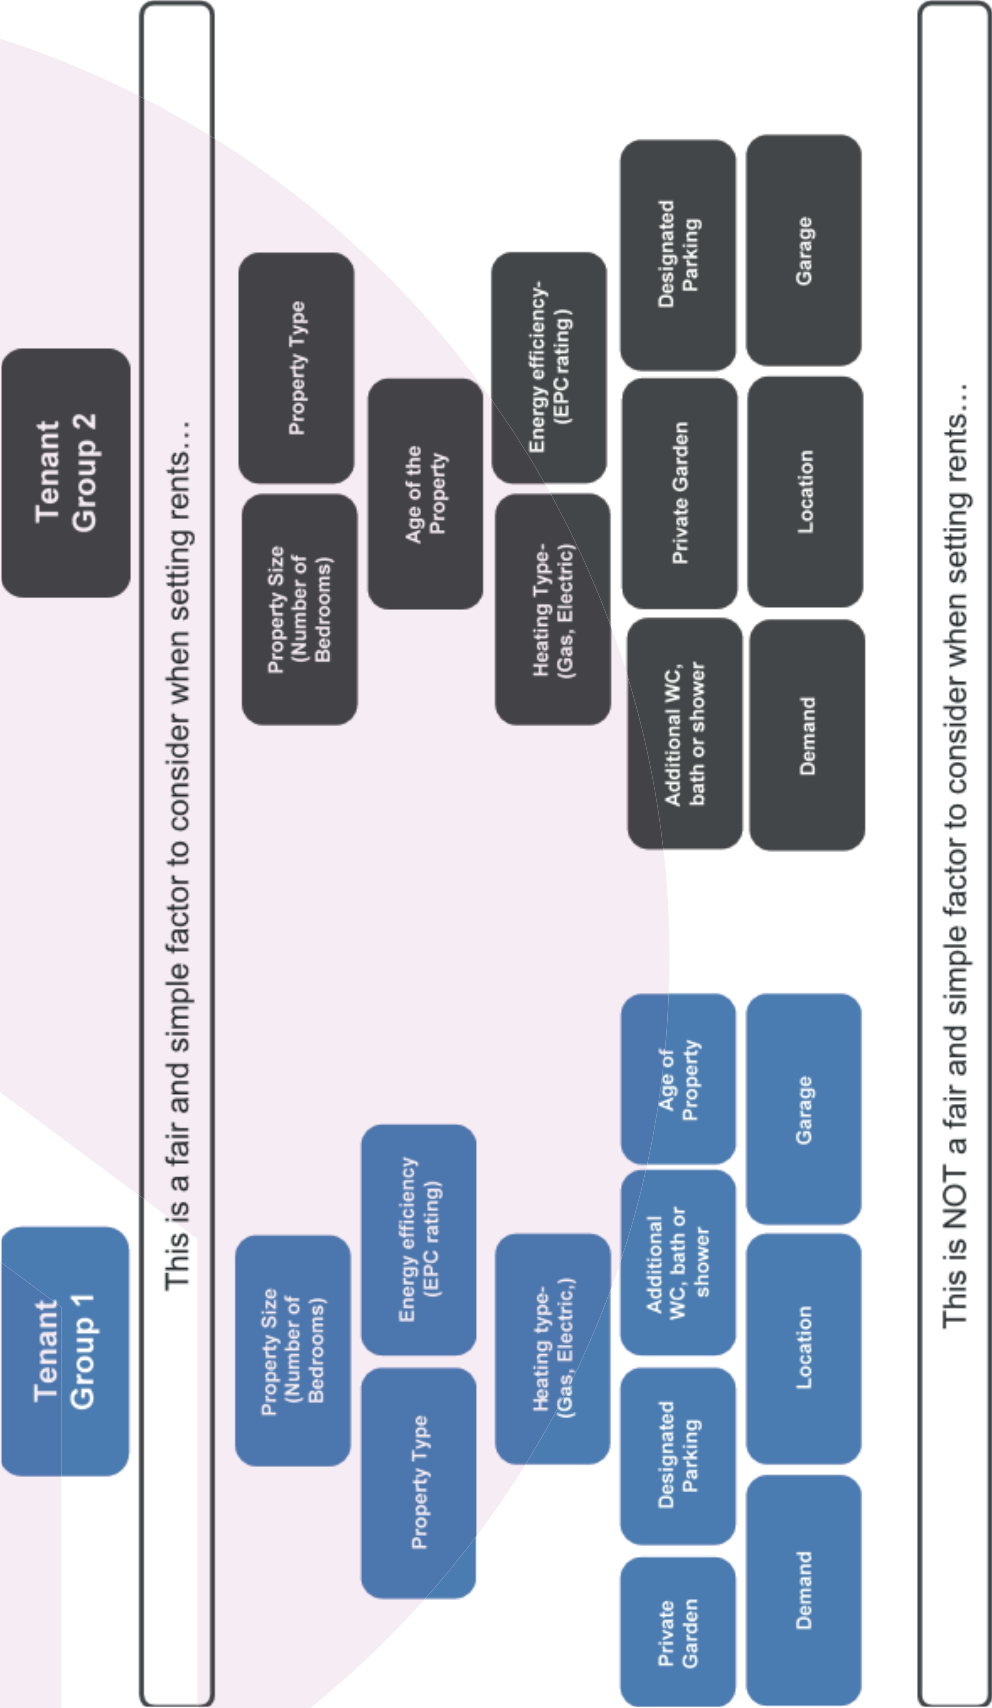 Tenant
Group 1
Tenant
Group 2
This is a fair and simple factor to consider when setting rents...
Property Size
(Number of
Bedrooms)
Property Type
Energy efficiency
(EPC rating)
Heating type-
(Gas, Electric,)
Private
Garden
Designated
Parking
Additional
WC, bath or
shower
Age of
Property
Demand
Location
Garage
Property Size
(Number of
Bedrooms)
Property Type
Age of the
Property
Heating Type-
(Gas, Electric)
Energy efficiency-
(EPC rating)
Additional WC,
bath or shower
Private Garden
Designated
Parking
Demand
Location
Garage
This is NOT a fair and simple factor to consider when setting rents...